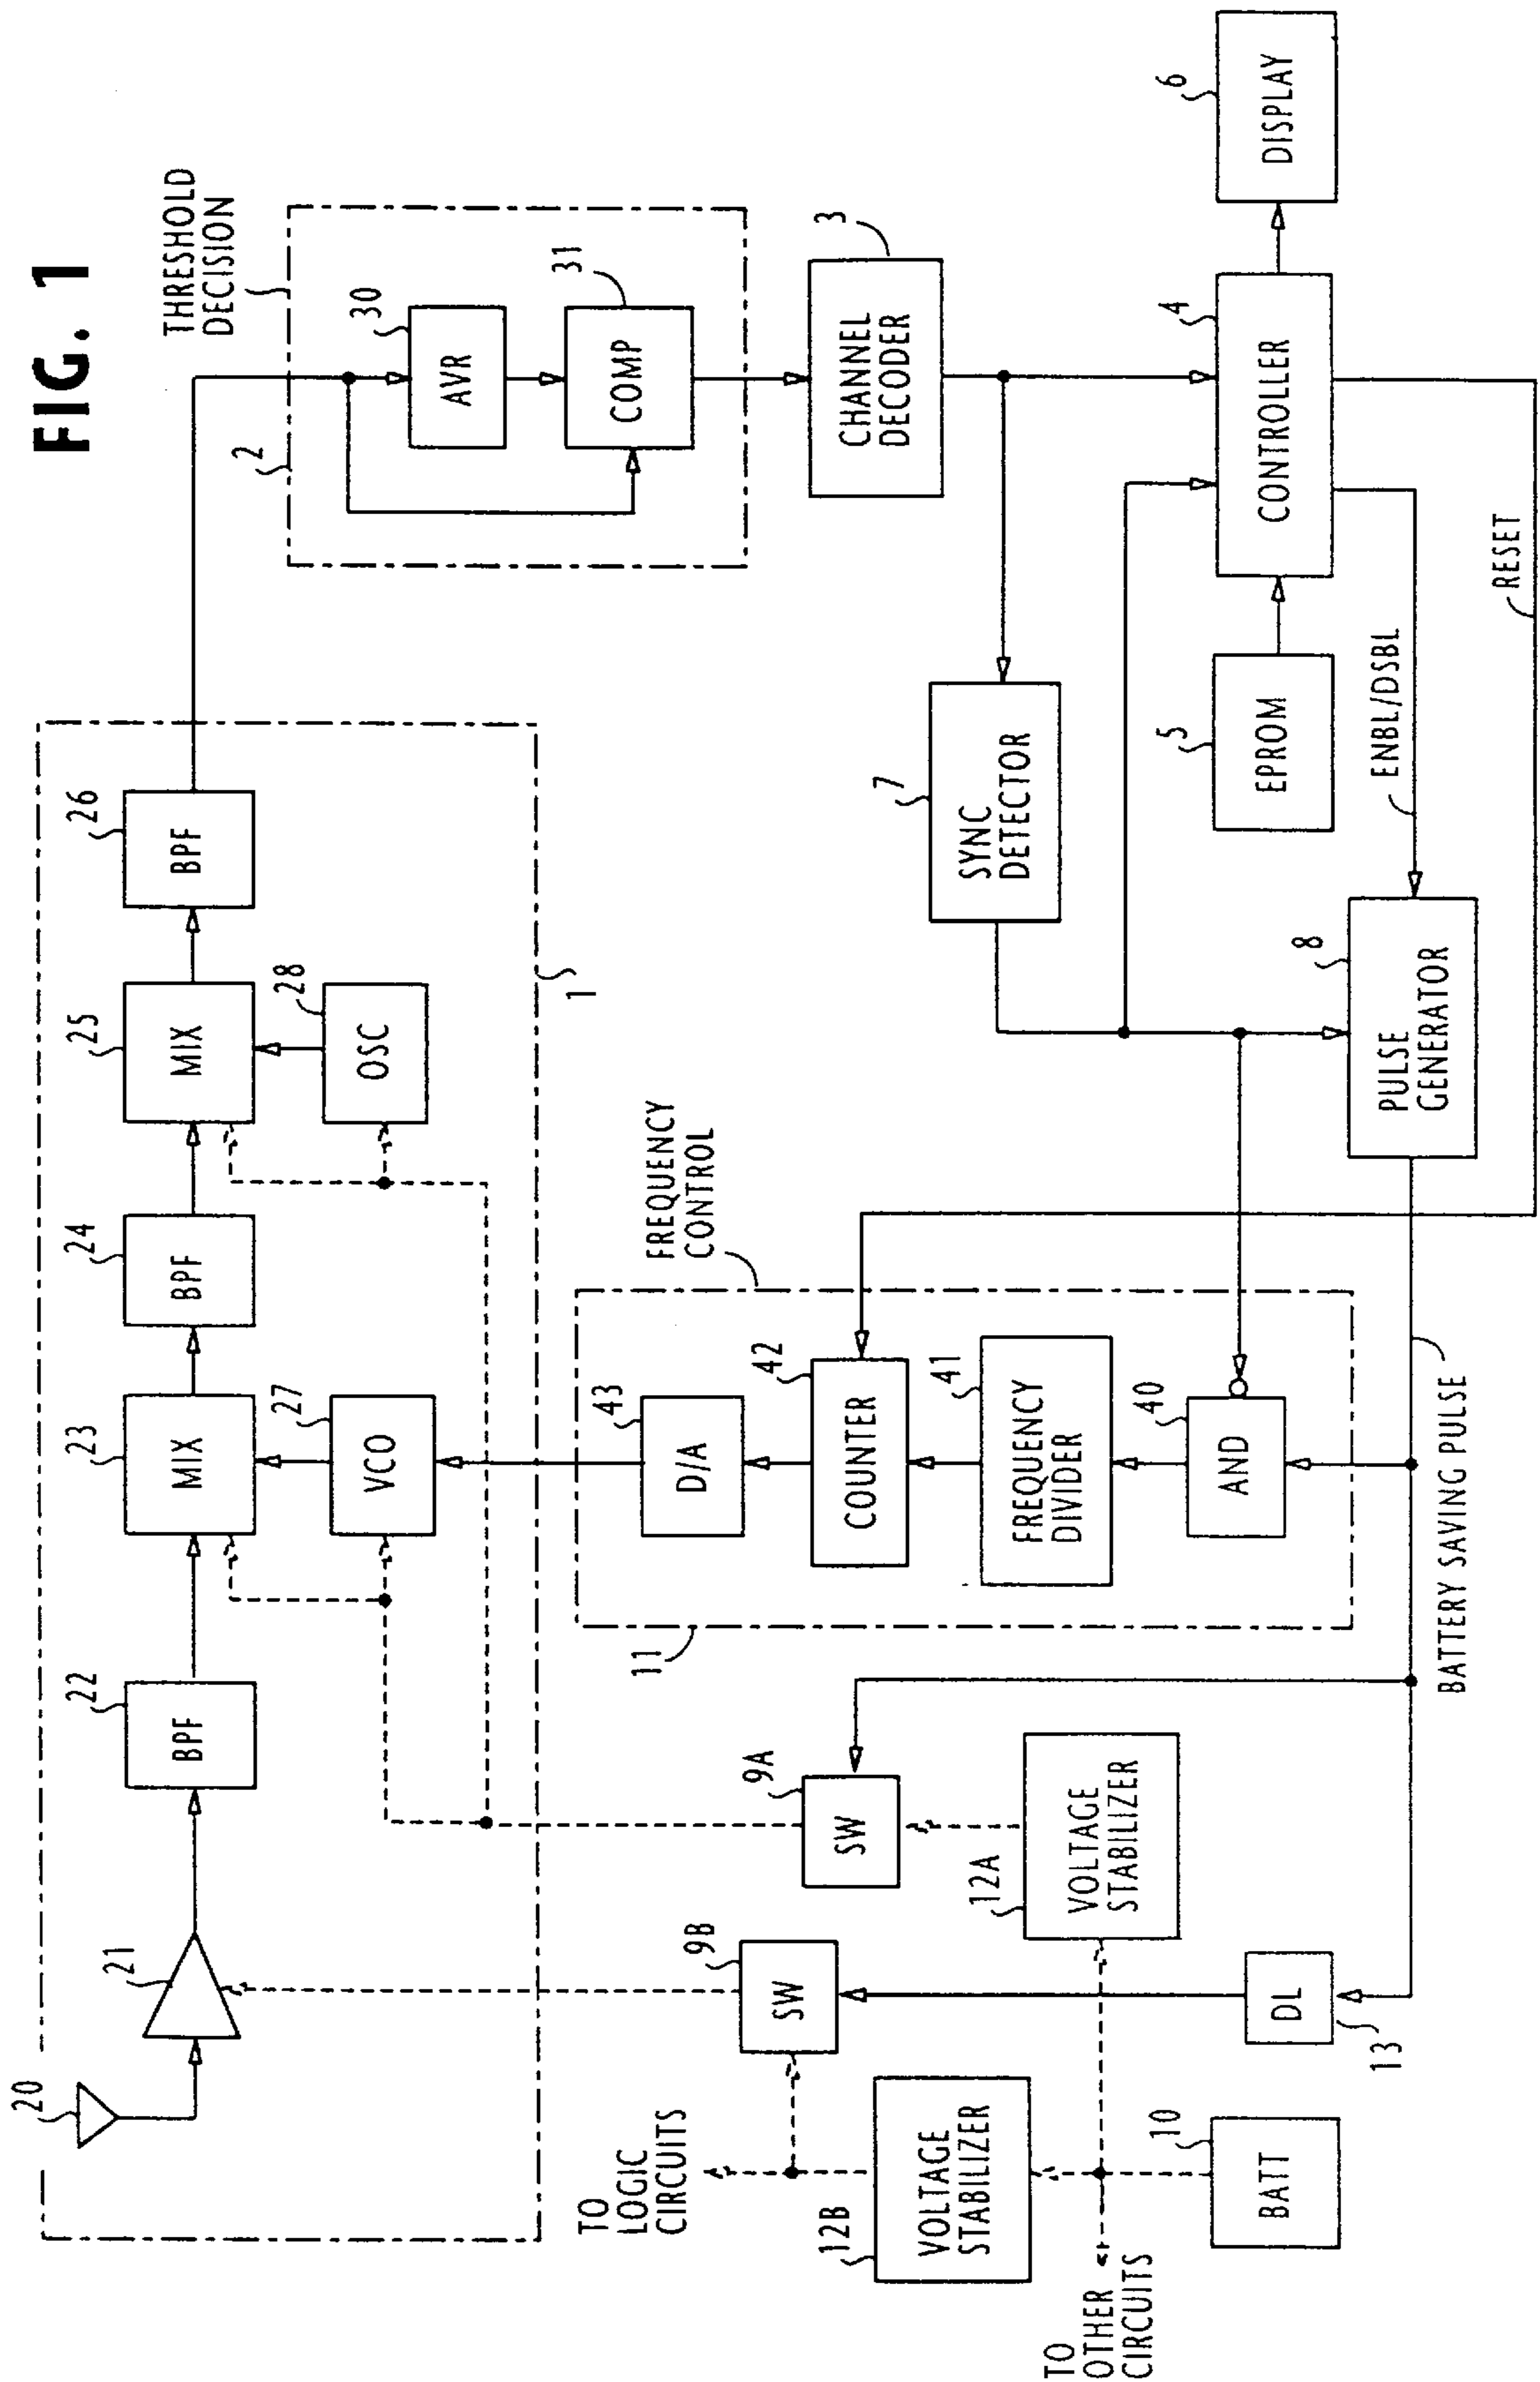 FIG. 1
20
21
22
BPF
23
MIX
24
BPF
25
MIX
26
BPF
27
VCO
28
OSC
1
THRESHOLD
DECISION
2
30
AVR
31
COMP
3
CHANNEL
DECODER
FREQUENCY
CONTROL
11
43
D/A
42
COUNTER
41
FREQUENCY
DIVIDER
40
AND
7
SYNC
DETECTOR
TO
LOGIC
CIRCUITS
9B
SW
9A
SW
12B
VOLTAGE
STABILIZER
12A
VOLTAGE
STABILIZER
TO
OTHER
CIRCUITS
10
BATT
DL
13
BATTERY SAVING PULSE
8
PULSE
GENERATOR
5
EPROM
ENBL/DSBL
4
CONTROLLER
6
DISPLAY
RESET